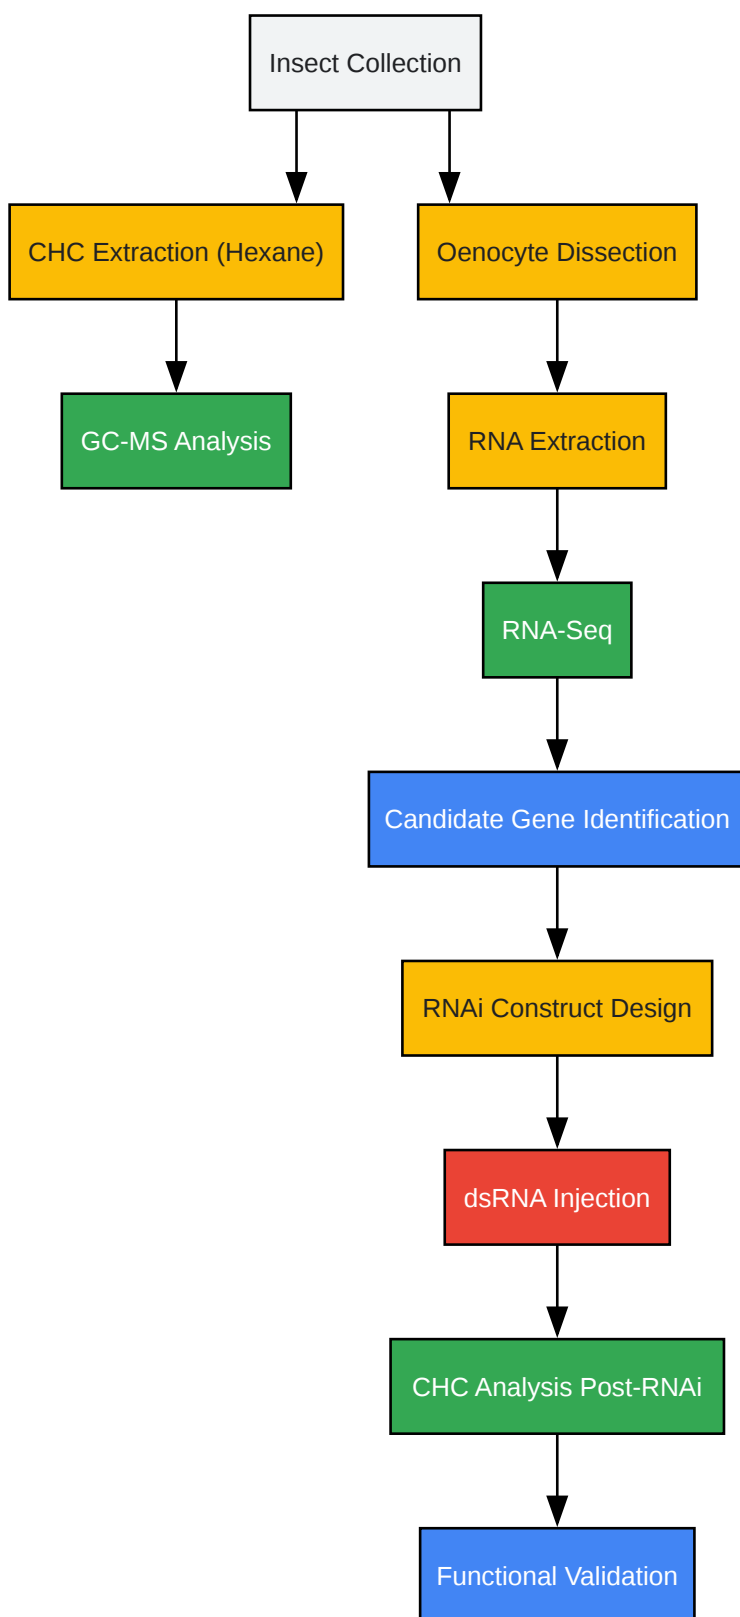 Insect Collection
CHC Extraction (Hexane)
Oenocyte Dissection
GC-MS Analysis
RNA Extraction
RNA-Seq
Candidate Gene Identification
RNAi Construct Design
dsRNA Injection
CHC Analysis Post-RNAi
Functional Validation